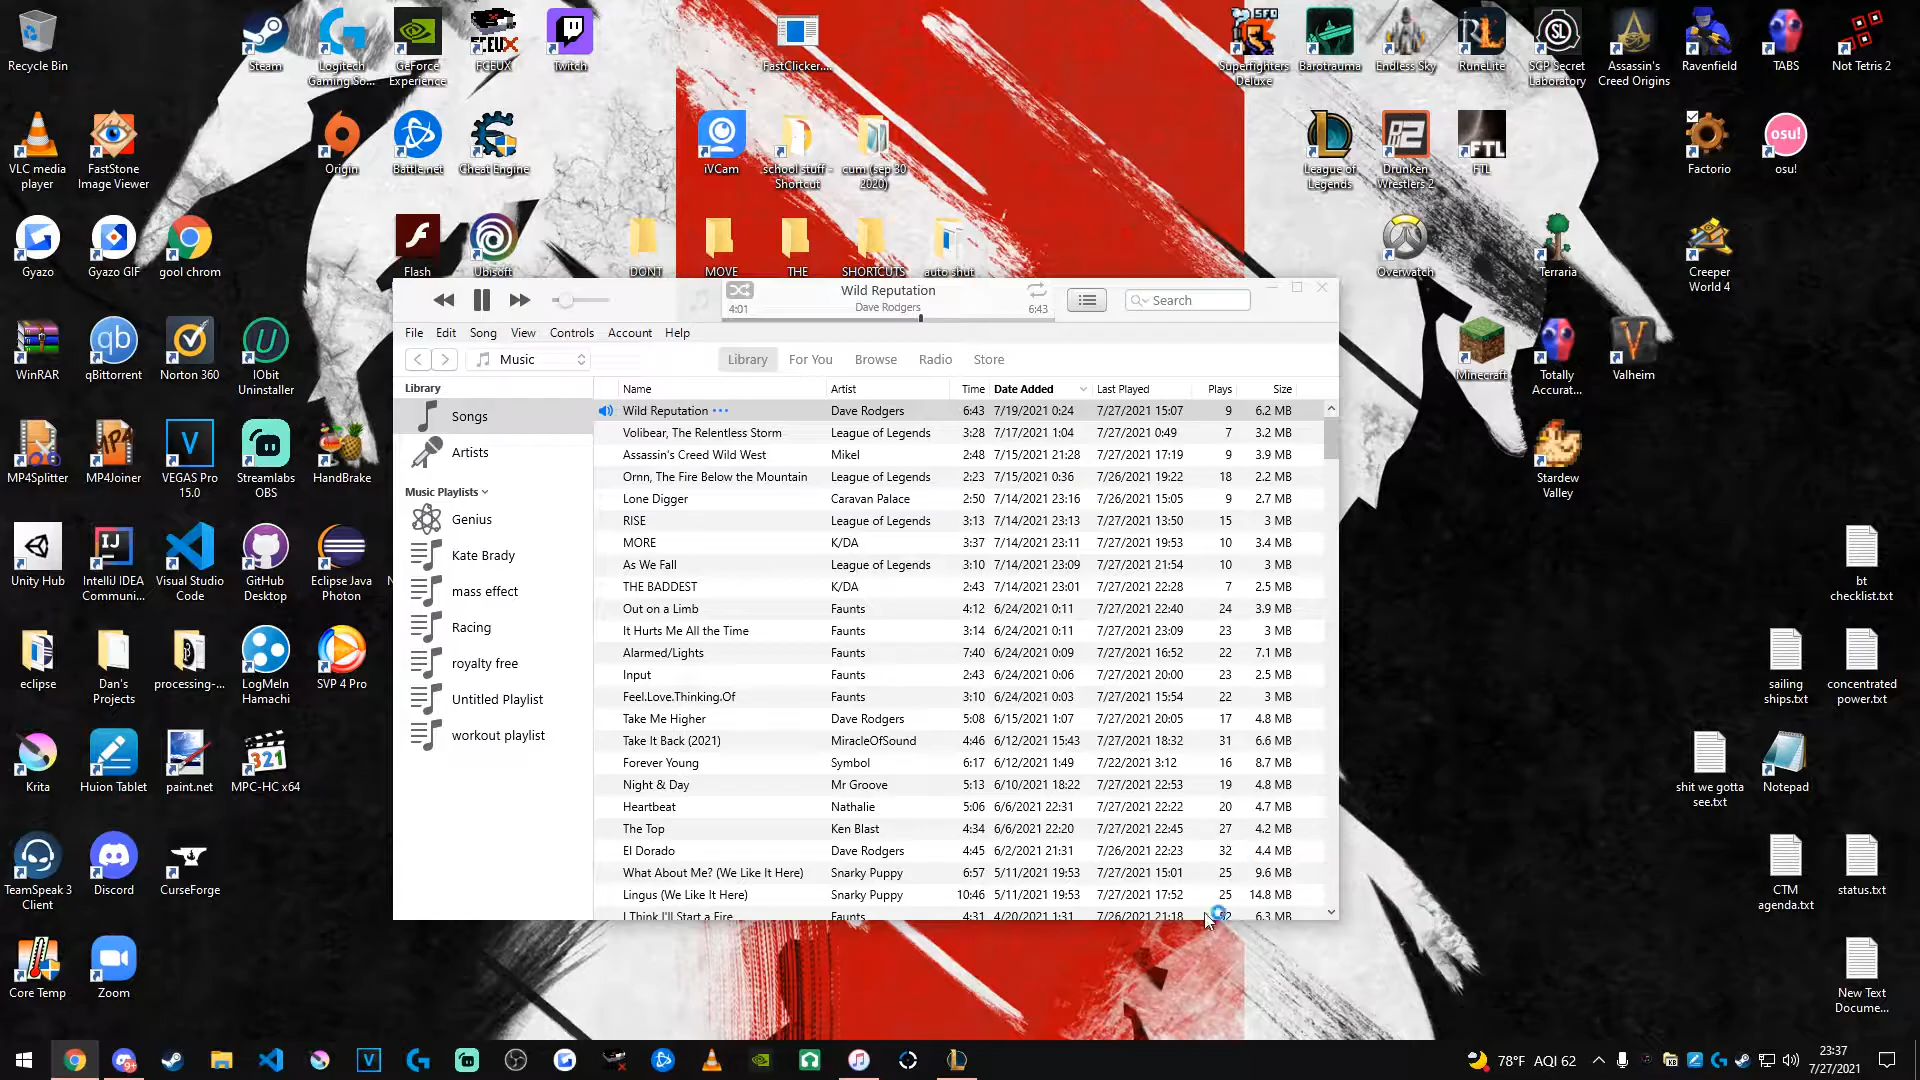 Recycle Bin
Steam
Logitech Gaming So...
GeForce Experience
FCEUX
Twitch
FastClicker....
Superfighters Deluxe
Barotrauma
Endless Sky
RuneLite
SCP Secret Laboratory
Assassin's Creed Origins
Ravenfield
TABS
Not Tetris 2
VLC media player
FastStone Image Viewer
Origin
Battle.net
Cheat Engine
iVCam
school stuff - Shortcut
cum (sep 30 2020)
League of Legends
Drunken Wrestlers 2
FTL
Factorio
osu!
Gyazo
Gyazo GIF
gool chrom
Flash
Ubisoft
DONT
MOVE
THE
SHORTCUTS
auto shut
Overwatch
Terraria
Creeper World 4
Wild Reputation
Dave Rodgers
4:01
6:43
Search
File Edit Song View Controls Account Help
Music
Library For You Browse Radio Store
WinRAR
qBittorrent
Norton 360
IObit Uninstaller
Minecraft
Totally Accurat...
Valheim
Library
Songs
Artists
Music Playlists
Genius
Kate Brady
mass effect
Racing
royalty free
Untitled Playlist
workout playlist
Name Artist Time Date Added Last Played Plays Size
Wild Reputation ••• Dave Rodgers 6:43 7/19/2021 0:24 7/27/2021 15:07 9 6.2 MB
Volibear, The Relentless Storm League of Legends 3:28 7/17/2021 1:04 7/27/2021 0:49 7 3.2 MB
Assassin's Creed Wild West Mikel 2:48 7/15/2021 21:28 7/27/2021 17:19 9 3.9 MB
Ornn, The Fire Below the Mountain League of Legends 2:23 7/15/2021 0:36 7/26/2021 19:22 18 2.2 MB
Lone Digger Caravan Palace 2:50 7/14/2021 23:16 7/26/2021 15:05 9 2.7 MB
RISE League of Legends 3:13 7/14/2021 23:13 7/27/2021 13:50 15 3 MB
MORE K/DA 3:37 7/14/2021 23:11 7/27/2021 19:53 10 3.4 MB
As We Fall League of Legends 3:10 7/14/2021 23:09 7/27/2021 21:54 10 3 MB
THE BADDEST K/DA 2:43 7/14/2021 23:01 7/27/2021 22:28 7 2.5 MB
Out on a Limb Faunts 4:12 6/24/2021 0:11 7/27/2021 22:40 24 3.9 MB
It Hurts Me All the Time Faunts 3:14 6/24/2021 0:11 7/27/2021 23:09 23 3 MB
Alarmed/Lights Faunts 7:40 6/24/2021 0:09 7/27/2021 16:52 22 7.1 MB
Input Faunts 2:43 6/24/2021 0:06 7/27/2021 20:00 23 2.5 MB
Feel.Love.Thinking.Of Faunts 3:10 6/24/2021 0:03 7/27/2021 15:54 22 3 MB
Take Me Higher Dave Rodgers 5:08 6/15/2021 1:07 7/27/2021 20:05 17 4.8 MB
Take It Back (2021) MiracleOfSound 4:46 6/12/2021 15:43 7/27/2021 18:32 31 6.6 MB
Forever Young Symbol 6:17 6/12/2021 1:49 7/22/2021 3:12 16 8.7 MB
Night & Day Mr Groove 5:13 6/10/2021 18:22 7/27/2021 22:53 19 4.8 MB
Heartbeat Nathalie 5:06 6/6/2021 22:31 7/27/2021 22:22 20 4.7 MB
The Top Ken Blast 4:34 6/6/2021 22:20 7/27/2021 22:45 27 4.2 MB
El Dorado Dave Rodgers 4:45 6/2/2021 21:31 7/26/2021 22:23 32 4.4 MB
What About Me? (We Like It Here) Snarky Puppy 6:57 5/11/2021 19:53 7/27/2021 15:01 25 9.6 MB
Lingus (We Like It Here) Snarky Puppy 10:46 5/11/2021 19:53 7/27/2021 17:52 25 14.8 MB
I Think I'll Start a Fire Faunts 4:31 4/20/2021 1:31 7/26/2021 21:18 6.3 MB
MP4Splitter
MP4Joiner
VEGAS Pro 15.0
Streamlabs OBS
HandBrake
Stardew Valley
Unity Hub
IntelliJ IDEA Communi...
Visual Studio Code
GitHub Desktop
Eclipse Java Photon
bt checklist.txt
eclipse
Dan's Projects
processing-...
LogMeIn Hamachi
SVP 4 Pro
sailing ships.txt
concentrated power.txt
Krita
Huion Tablet
paint.net
MPC-HC x64
shit we gotta see.txt
Notepad
TeamSpeak 3 Client
Discord
CurseForge
CTM agenda.txt
status.txt
Core Temp
Zoom
New Text Docume...
78°F AQI 62
23:37
7/27/2021